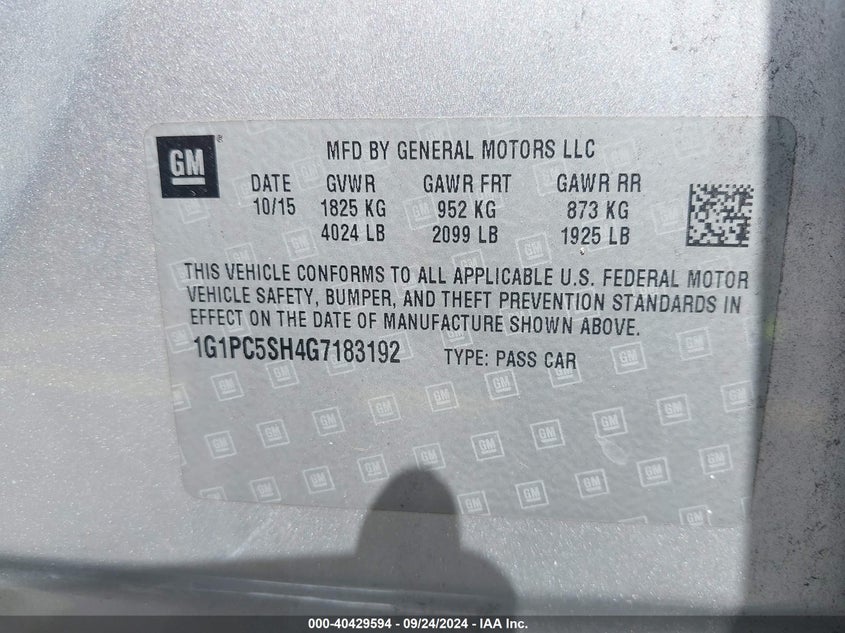 GM
MFD BY GENERAL MOTORS LLC
DATE GVWR GAWR FRT GAWR RR
10/15 1825 KG 952 KG 873 KG
4024 LB 2099 LB 1925 LB
THIS VEHICLE CONFORMS TO ALL APPLICABLE U.S. FEDERAL MOTOR
VEHICLE SAFETY, BUMPER, AND THEFT PREVENTION STANDARDS IN
EFFECT ON THE DATE OF MANUFACTURE SHOWN ABOVE.
1G1PC5SH4G7183192 TYPE: PASS CAR
000-40429594 - 09/24/2024 - IAA Inc.